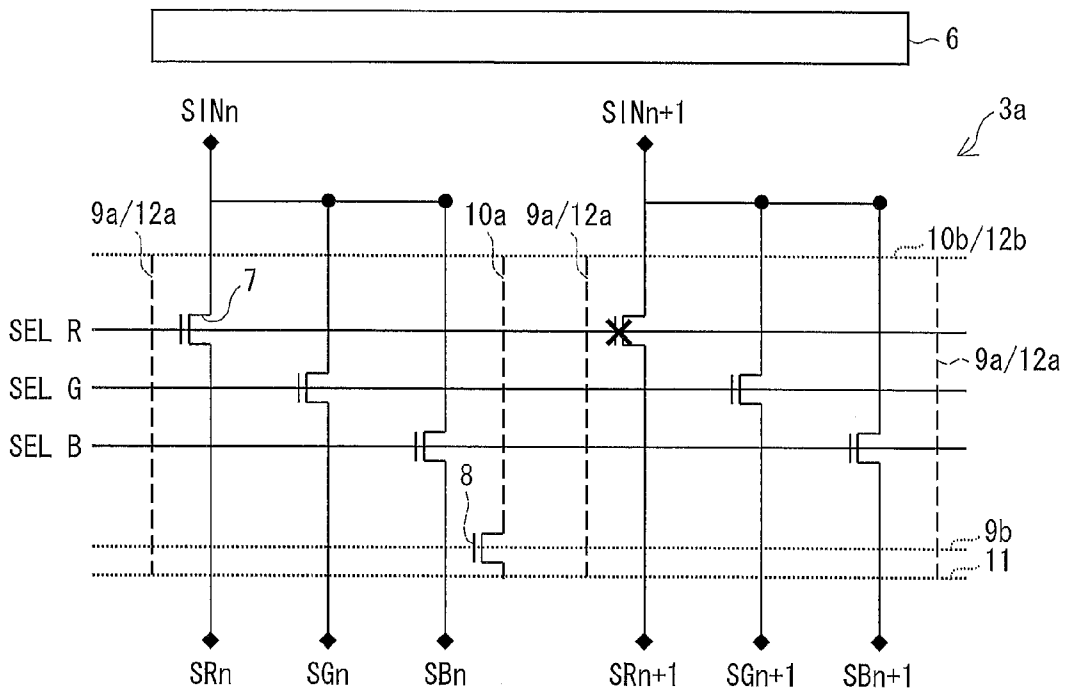 6
SINn
SINn+1
3a
9a/12a
10a
9a/12a
10b/12b
7
SEL R
9a/12a
SEL G
SEL B
8
9b
11
SRn
SGn
SBn
SRn+1
SGn+1
SBn+1